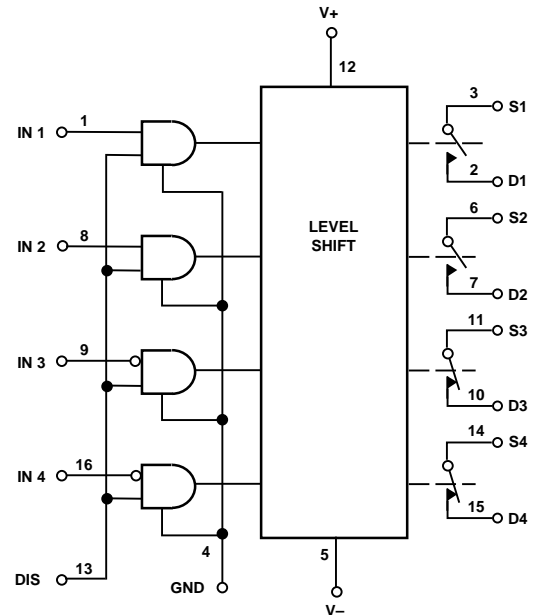 V+
12
3
S1
IN 1
1
2
D1
6
S2
IN 2
8
LEVEL
SHIFT
7
D2
11
S3
IN 3
9
10
D3
14
S4
IN 4
16
15
D4
4
5
DIS
13
GND
V–